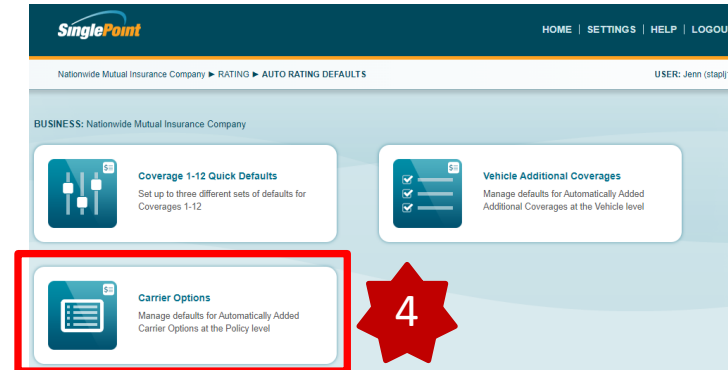 SinglePoint
HOME | SETTINGS | HELP | LOGOU
Nationwide Mutual Insurance Company ► RATING ► AUTO RATING DEFAULTS
USER: Jenn (staplj
BUSINESS: Nationwide Mutual Insurance Company
Coverage 1-12 Quick Defaults
Set up to three different sets of defaults for
Coverages 1-12
Vehicle Additional Coverages
Manage defaults for Automatically Added
Additional Coverages at the Vehicle level
Carrier Options
Manage defaults for Automatically Added
Carrier Options at the Policy level
4